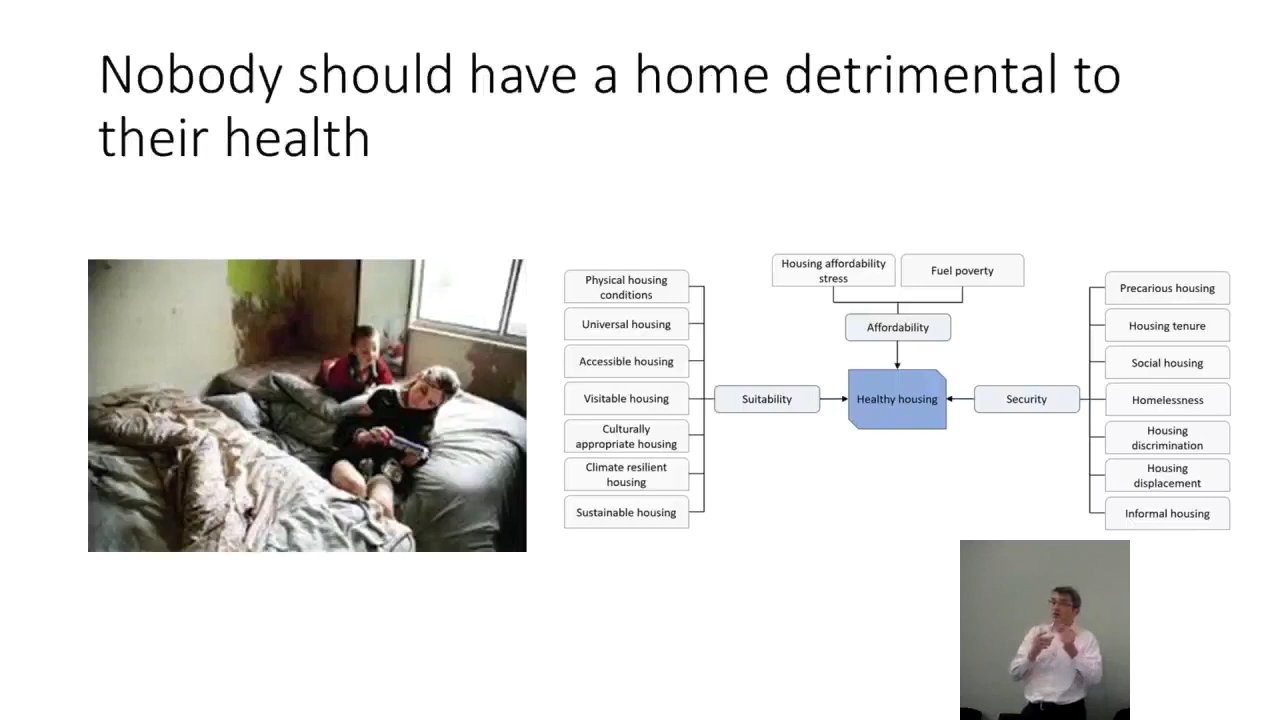 Nobody should have a home detrimental to
their health
Housing affordability
stress
Fuel poverty
Affordability
Physical housing
conditions
Universal housing
Accessible housing
Visitable housing
Culturally
appropriate housing
Climate resilient
housing
Sustainable housing
Suitability
Healthy housing
Security
Precarious housing
Housing tenure
Social housing
Homelessness
Housing
discrimination
Housing
displacement
Informal housing